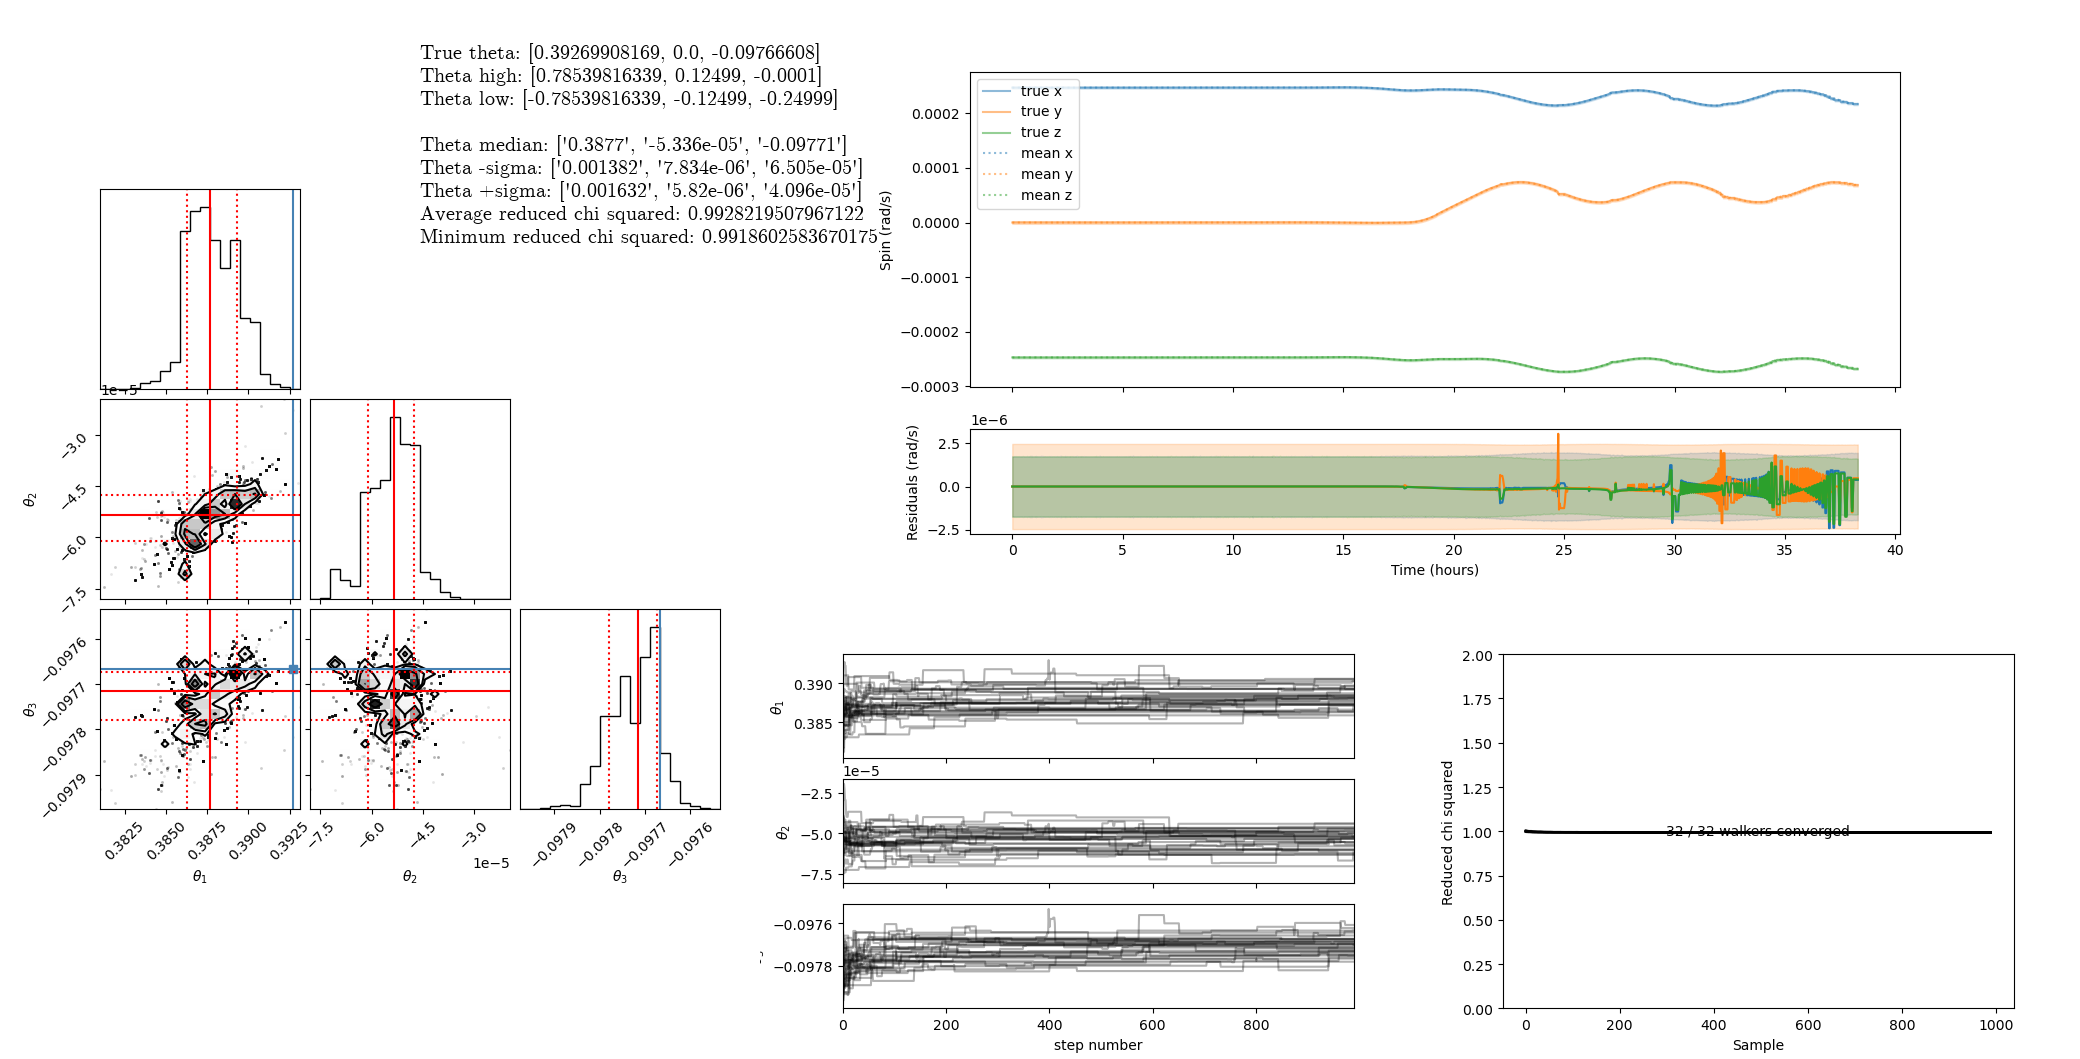 True theta: [0.39269908169, 0.0, -0.09766608]
Theta high: [0.78539816339, 0.12499, -0.0001]
Theta low: [-0.78539816339, -0.12499, -0.24999]
Theta median: ['0.3877', '-5.336e-05', '-0.09771']
Theta -sigma: ['0.001382', '7.834e-06', '6.505e-05']
Theta +sigma: ['0.001632', '5.82e-06', '4.096e-05']
Average reduced chi squared: 0.9928219507967122
Minimum reduced chi squared: 0.9918602583670175
true x
true y
true z
mean x
mean y
mean z
Spin (rad/s)
0.0002
0.0001
0.0000
−0.0001
−0.0002
−0.0003
1e−6
Residuals (rad/s)
2.5
0.0
−2.5
0 5 10 15 20 25 30 35 40
Time (hours)
1e−5
θ2
−3.0
−4.5
−6.0
−7.5
θ3
−0.0976
−0.0977
−0.0978
−0.0979
0.3825 0.3850 0.3875 0.3900 0.3925
θ1
−7.5 −6.0 −4.5 −3.0
1e−5
θ2
−0.0979 −0.0978 −0.0977 −0.0976
θ3
θ1
0.390
0.385
1e−5
θ2
−2.5
−5.0
−7.5
−0.0976
−0.0978
0 200 400 600 800
step number
Reduced chi squared
2.00
1.75
1.50
1.25
1.00
0.75
0.50
0.25
0.00
32 / 32 walkers converged
0 200 400 600 800 1000
Sample